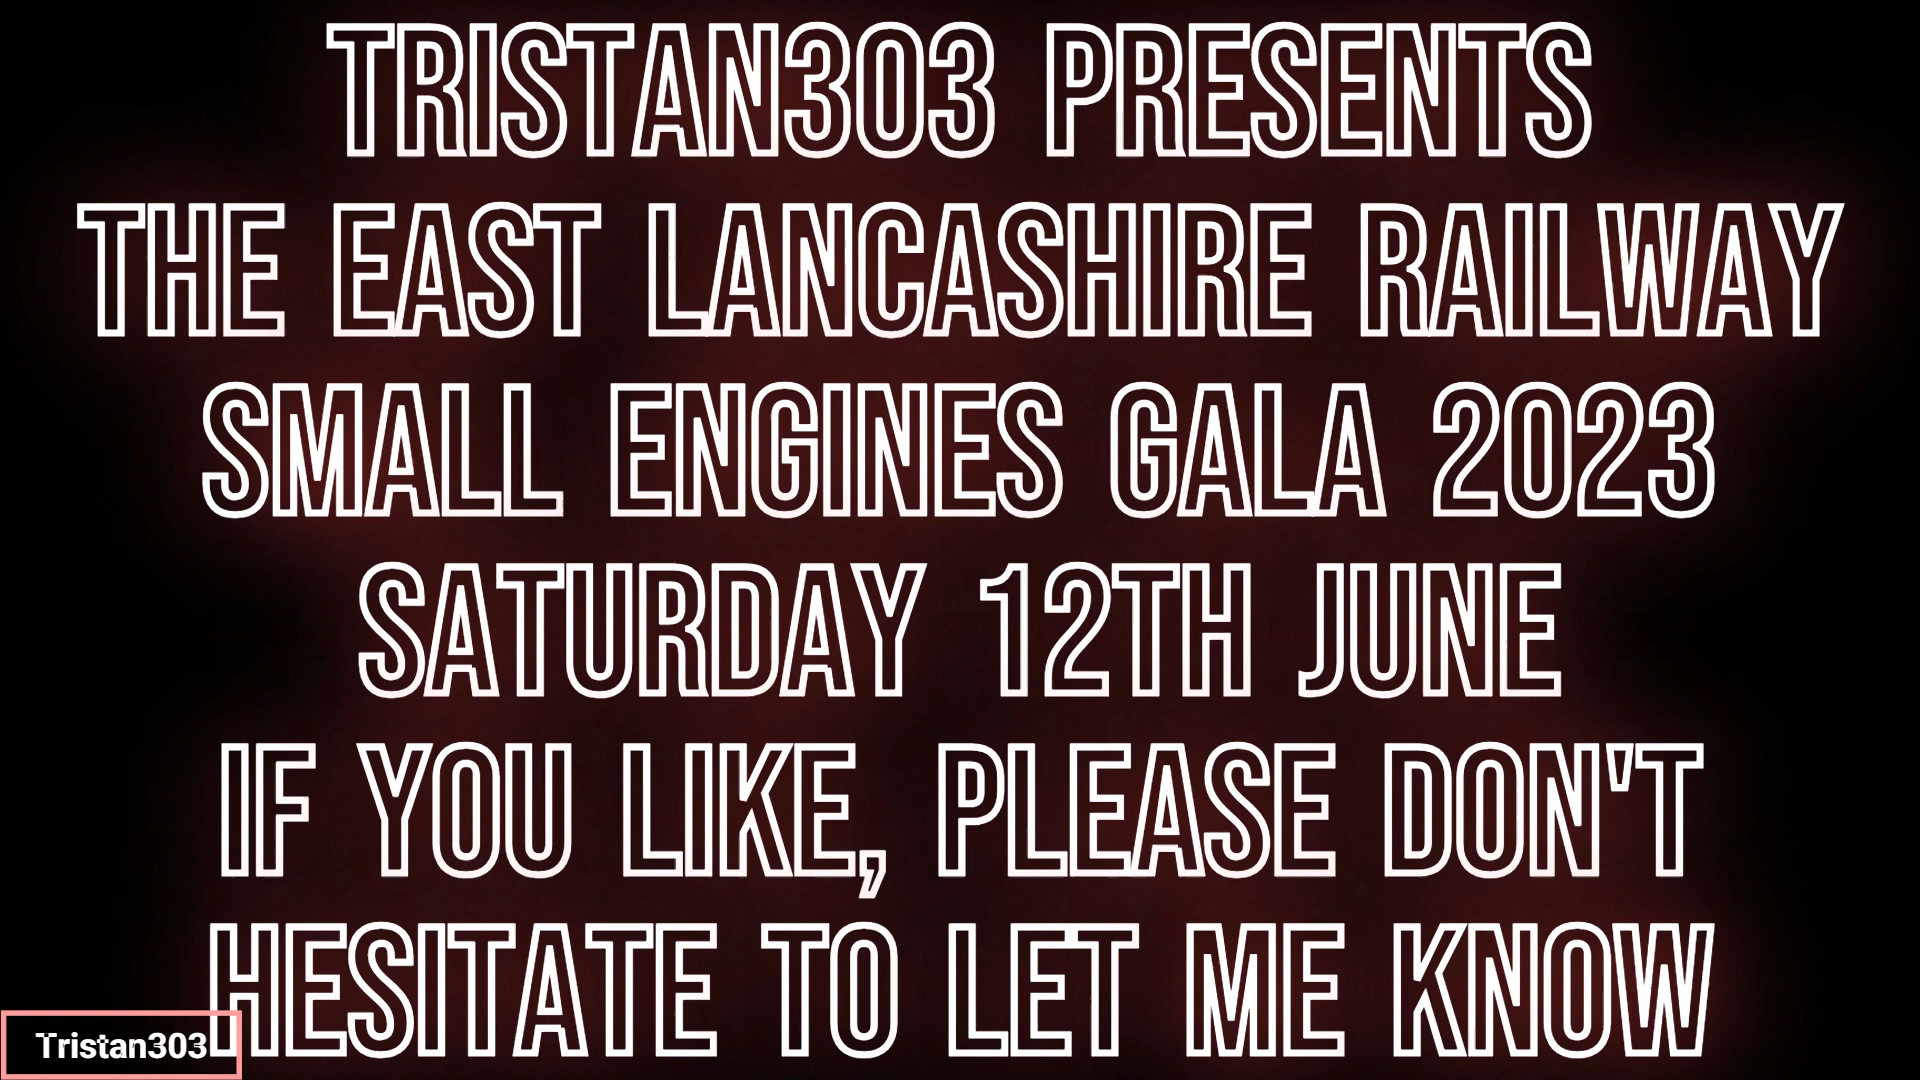 TRISTAN303 PRESENTS
THE EAST LANCASHIRE RAILWAY
SMALL ENGINES GALA 2023
SATURDAY 12TH JUNE
IF YOU LIKE, PLEASE DON'T
HESITATE TO LET ME KNOW
Tristan303